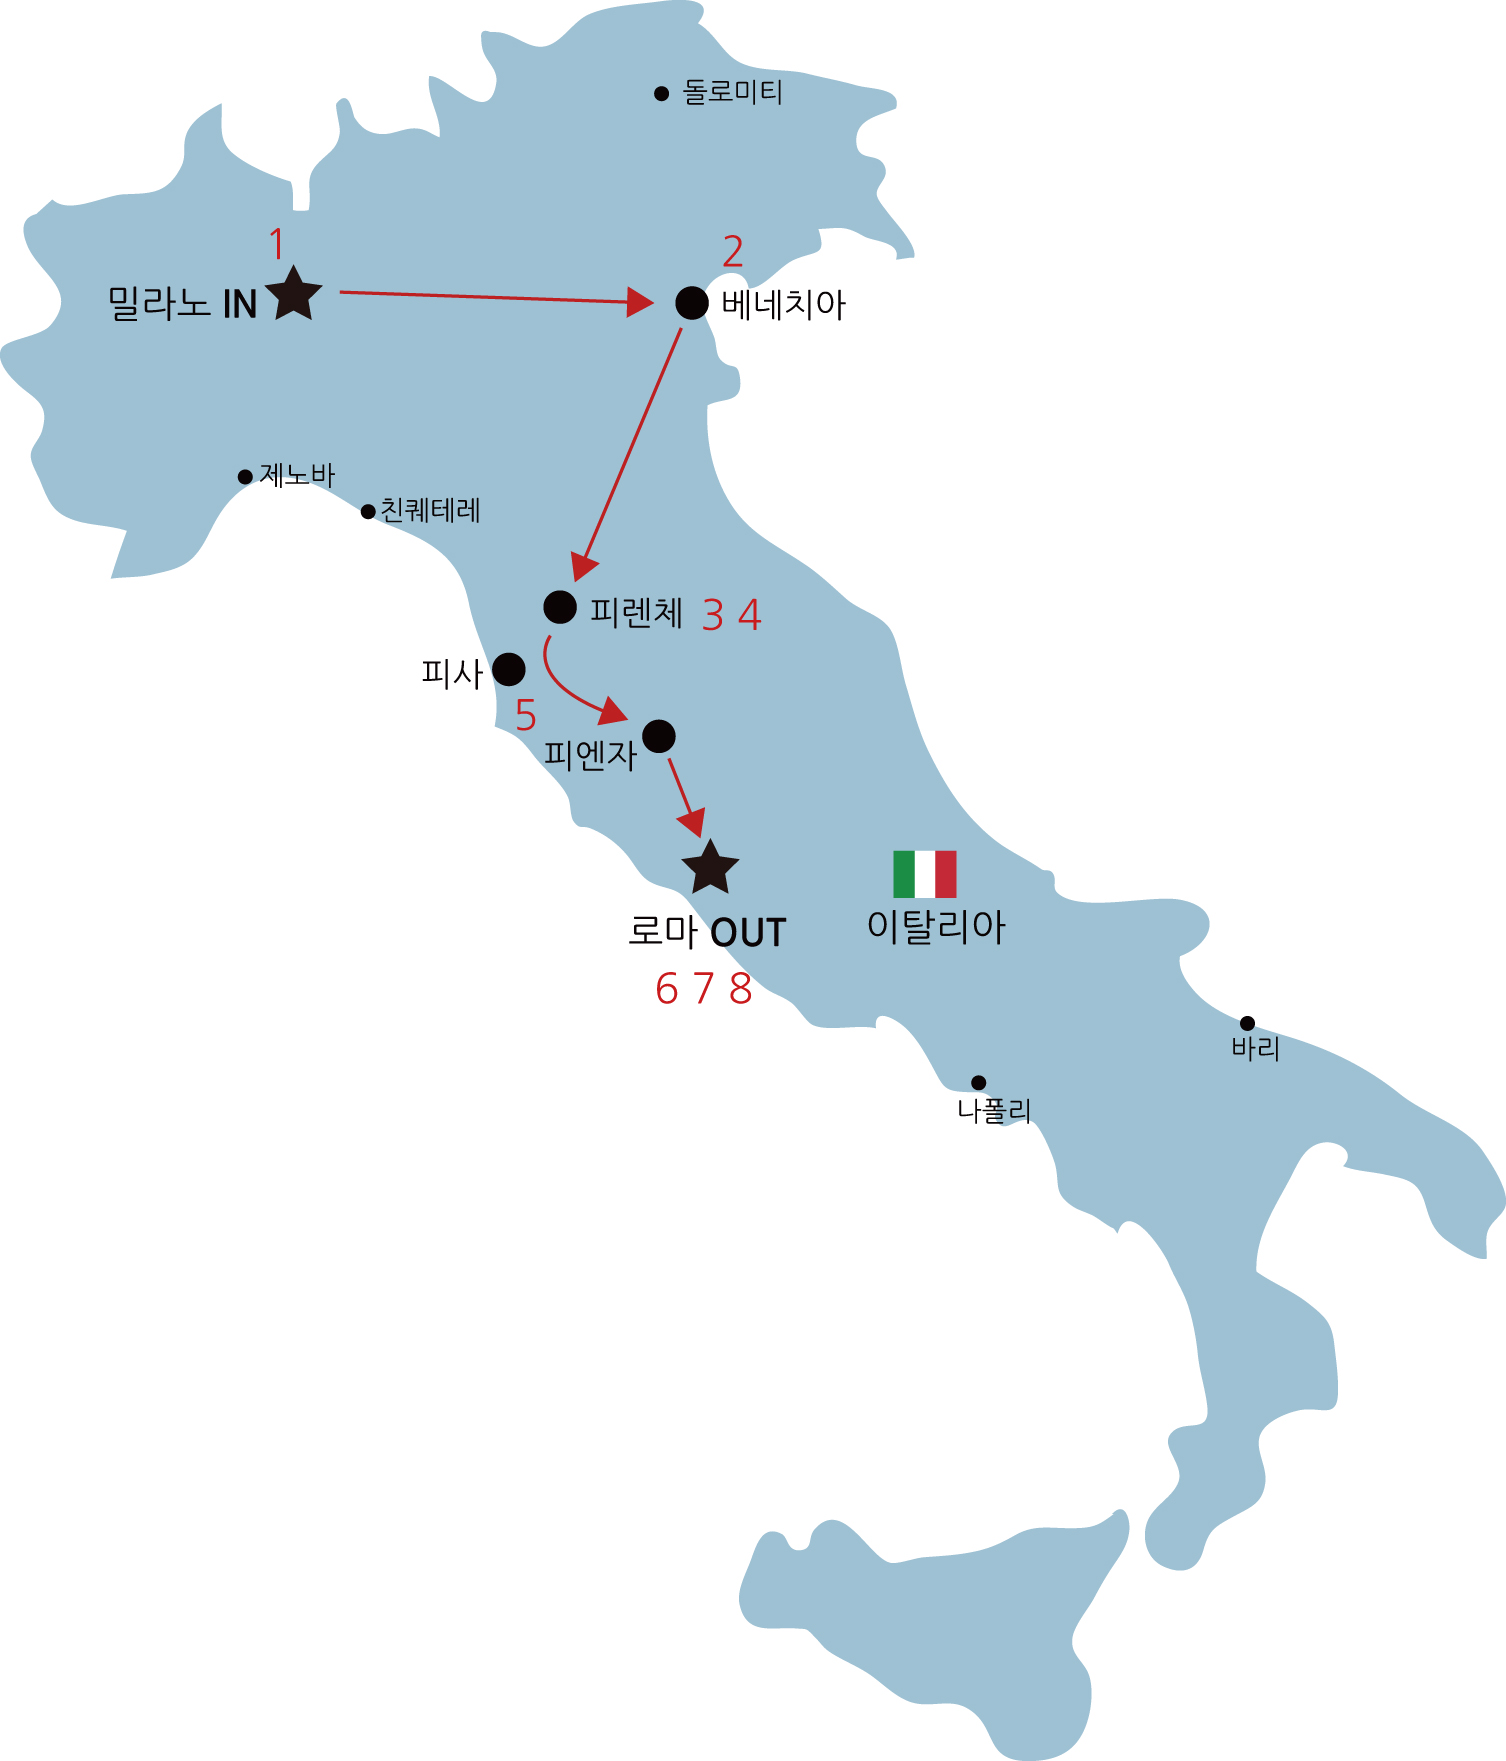 돌로미티
1
밀라노 IN
2
베네치아
제노바
친퀘테레
피렌체 3 4
피사
5
피엔자
로마 OUT
6 7 8
이탈리아
바리
나폴리